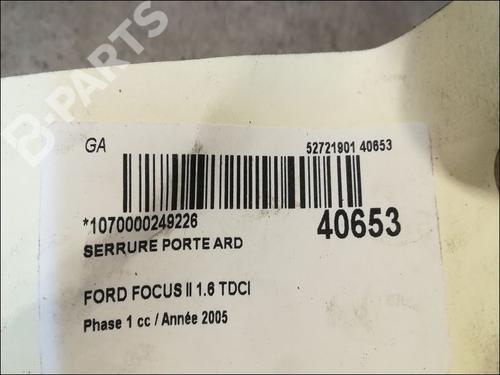 B-PARTS
GA
52721901 40653
*1070000249226
40653
SERRURE PORTE ARD
FORD FOCUS II 1.6 TDCI
Phase 1 cc / Année 2005